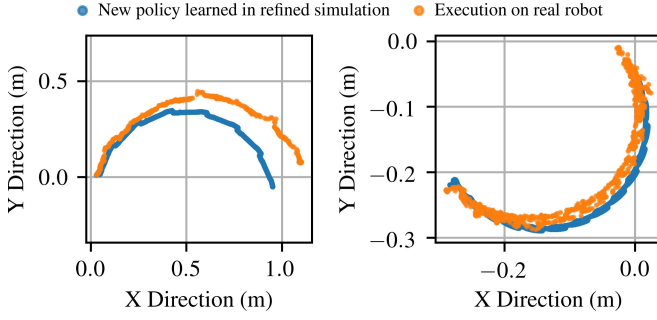 New policy learned in refined simulation
Execution on real robot
Y Direction (m)
0.5
0.0
0.0
0.5
1.0
X Direction (m)
Y Direction (m)
0.0
−0.1
−0.2
−0.3
−0.2
0.0
X Direction (m)